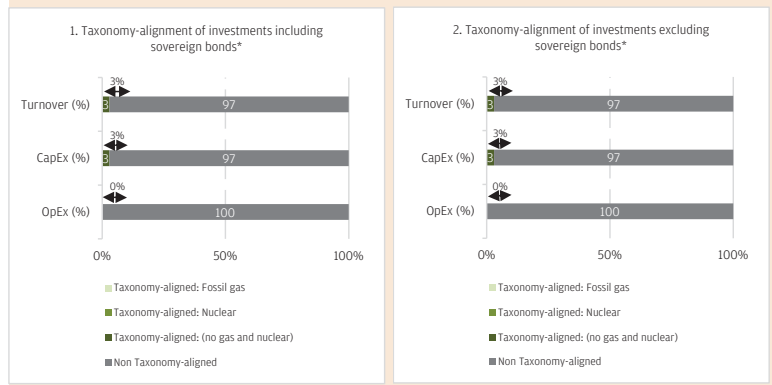 1. Taxonomy-alignment of investments including
sovereign bonds*
3%
Turnover (%)
3
97
3%
CapEx (%)
3
97
0%
OpEx (%)
100
0%
50%
100%
Taxonomy-aligned: Fossil gas
Taxonomy-aligned: Nuclear
Taxonomy-aligned: (no gas and nuclear)
Non Taxonomy-aligned
2. Taxonomy-alignment of investments excluding
sovereign bonds*
3%
Turnover (%)
3
97
3%
CapEx (%)
3
97
0%
OpEx (%)
100
0%
50%
100%
Taxonomy-aligned: Fossil gas
Taxonomy-aligned: Nuclear
Taxonomy-aligned: (no gas and nuclear)
Non Taxonomy-aligned